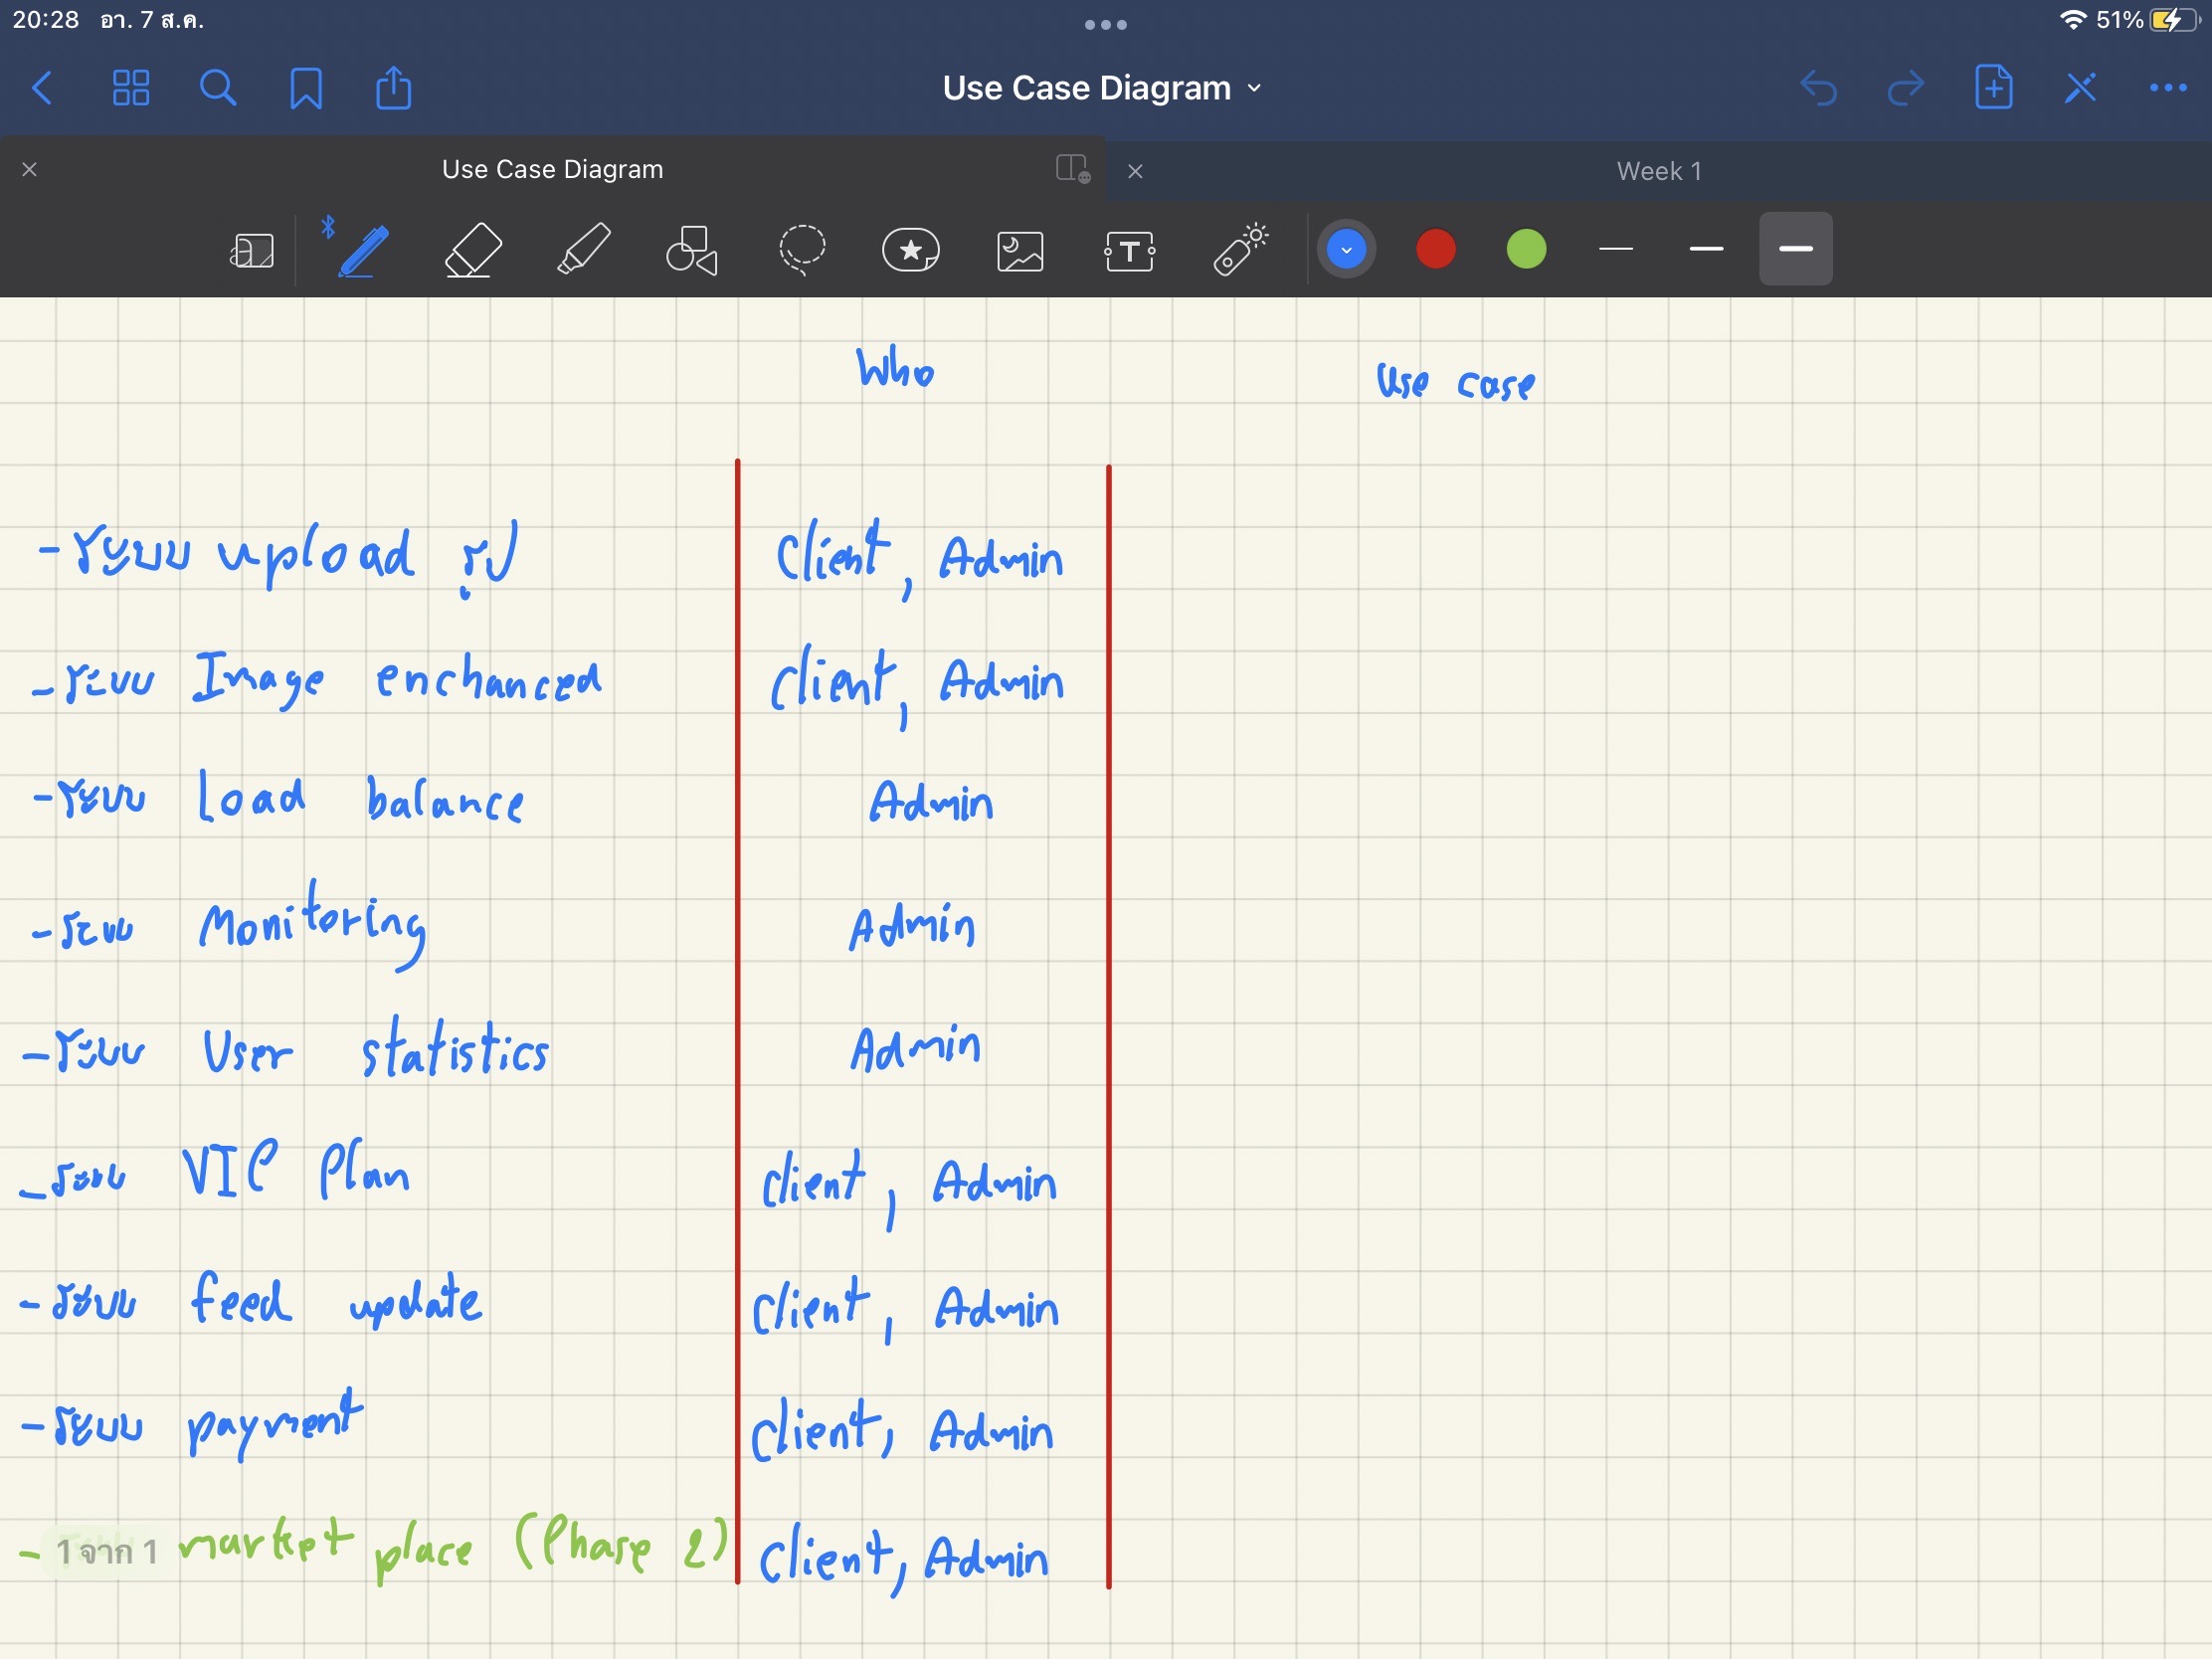 20:28 อา. 7 ส.ค. 51%
Use Case Diagram
Use Case Diagram Week 1
Who Use case
-ระบบ upload รูป Client, Admin
-ระบบ Image enchanced Client, Admin
-ระบบ Load balance Admin
-ระบบ Monitoring Admin
-ระบบ User statistics Admin
-ระบบ VIP Plan Client, Admin
-ระบบ feed update Client, Admin
-ระบบ payment Client, Admin
- 1 จาก 1 market place (Phase 2) Client, Admin